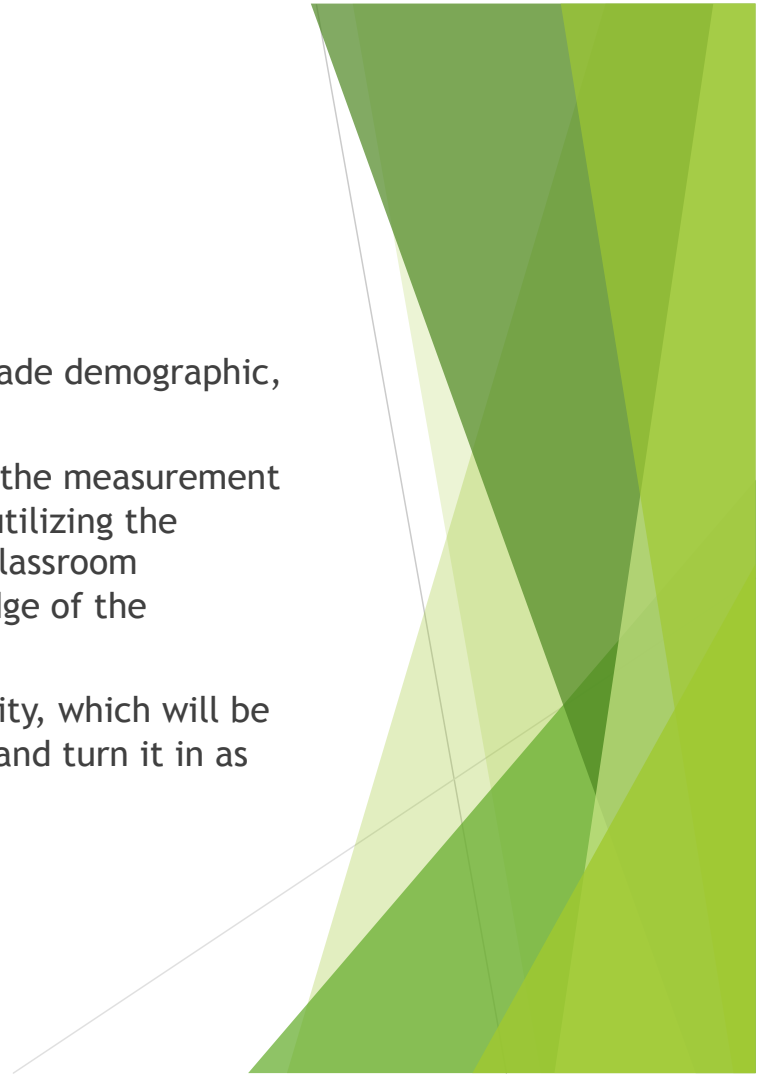 ade demographic,
the measurement
utilizing the
lassroom
dge of the
ity, which will be
and turn it in as